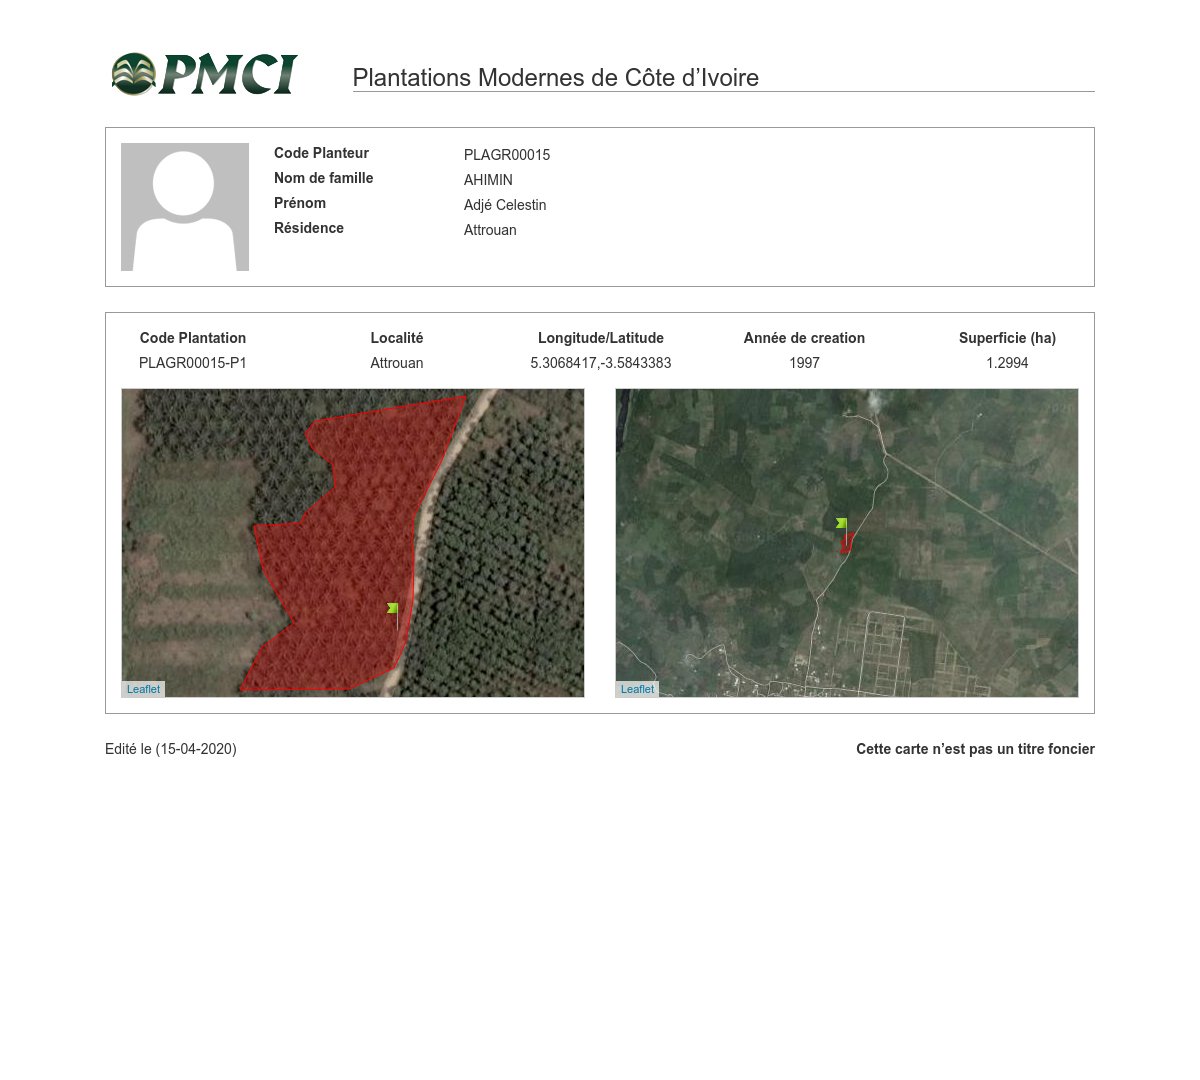 PMCI
Plantations Modernes de Côte d’Ivoire
Code Planteur PLAGR00015
Nom de famille AHIMIN
Prénom Adjé Celestin
Résidence Attrouan
Code Plantation Localité Longitude/Latitude Année de creation Superficie (ha)
PLAGR00015-P1 Attrouan 5.3068417,-3.5843383 1997 1.2994
Leaflet Leaflet
Edité le (15-04-2020) Cette carte n’est pas un titre foncier